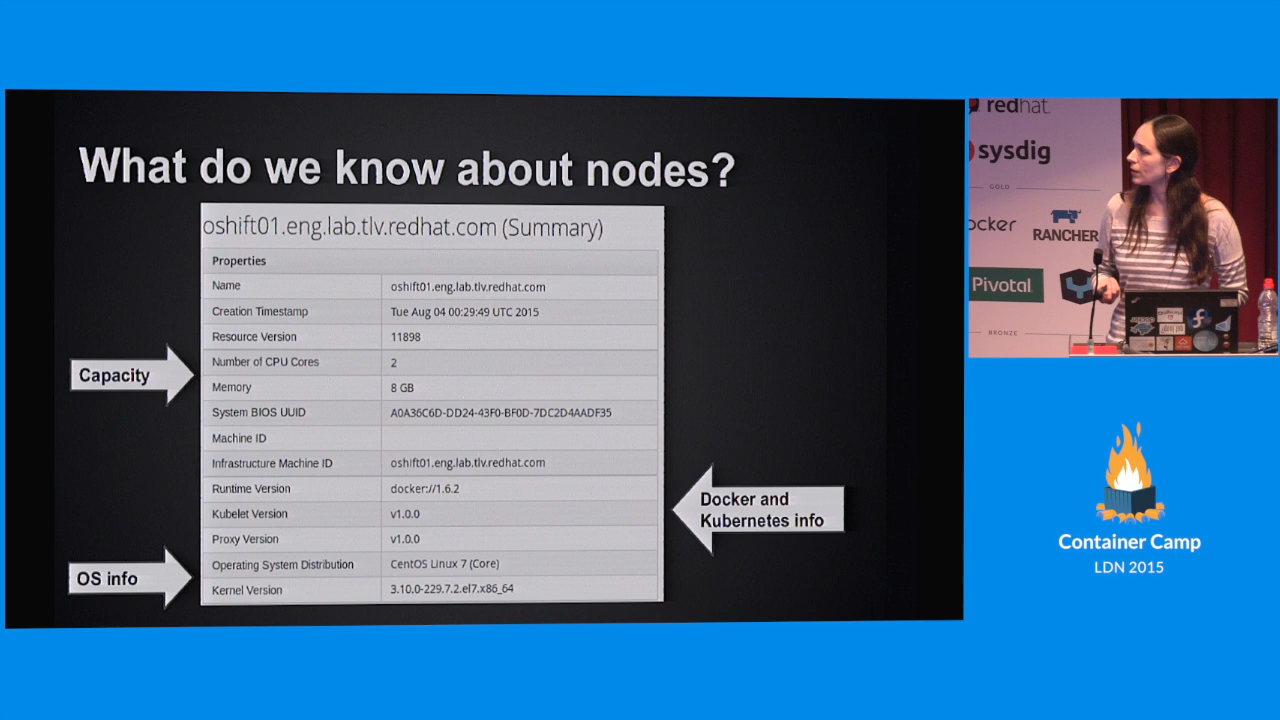 What do we know about nodes?
oshift01.eng.lab.tlv.redhat.com (Summary)
Properties
Name oshift01.eng.lab.tlv.redhat.com
Creation Timestamp Tue Aug 04 00:29:49 UTC 2015
Resource Version 11898
Number of CPU Cores 2
Memory 8 GB
System BIOS UUID A0A36C6D-DD24-43F0-BF0D-7DC2D4AADF35
Machine ID
Infrastructure Machine ID oshift01.eng.lab.tlv.redhat.com
Runtime Version docker://1.6.2
Kubelet Version v1.0.0
Proxy Version v1.0.0
Operating System Distribution CentOS Linux 7 (Core)
Kernel Version 3.10.0-229.7.2.el7.x86_64
Capacity
OS info
Docker and
Kubernetes info
redhat.
sysdig
GOLD
ocker
RANCHER
Pivotal
BRONZE
Container Camp
LDN 2015